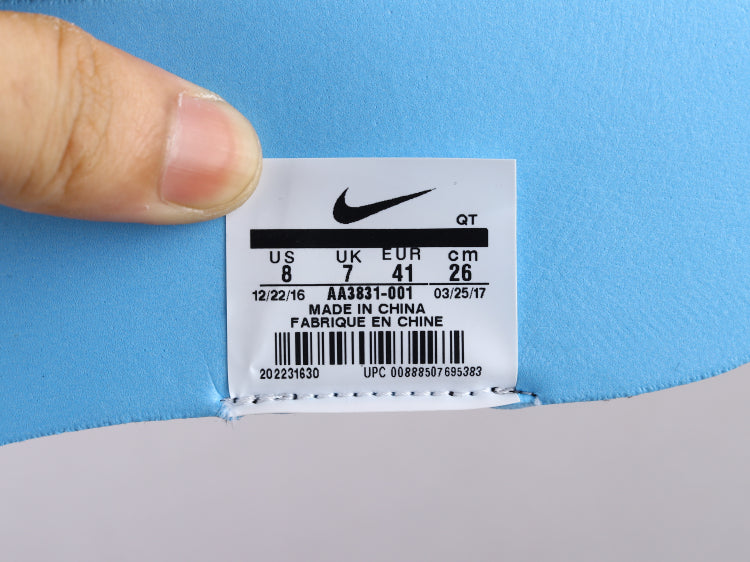 QT
US UK EUR cm
8 7 41 26
12/22/16 AA3831-001 03/25/17
MADE IN CHINA
FABRIQUE EN CHINE
202231630 UPC 00888507695383